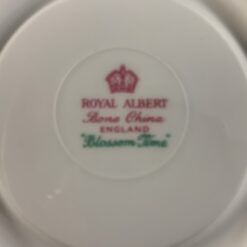 ROYAL ALBERT
Bone China
ENGLAND
"Blossom Time"